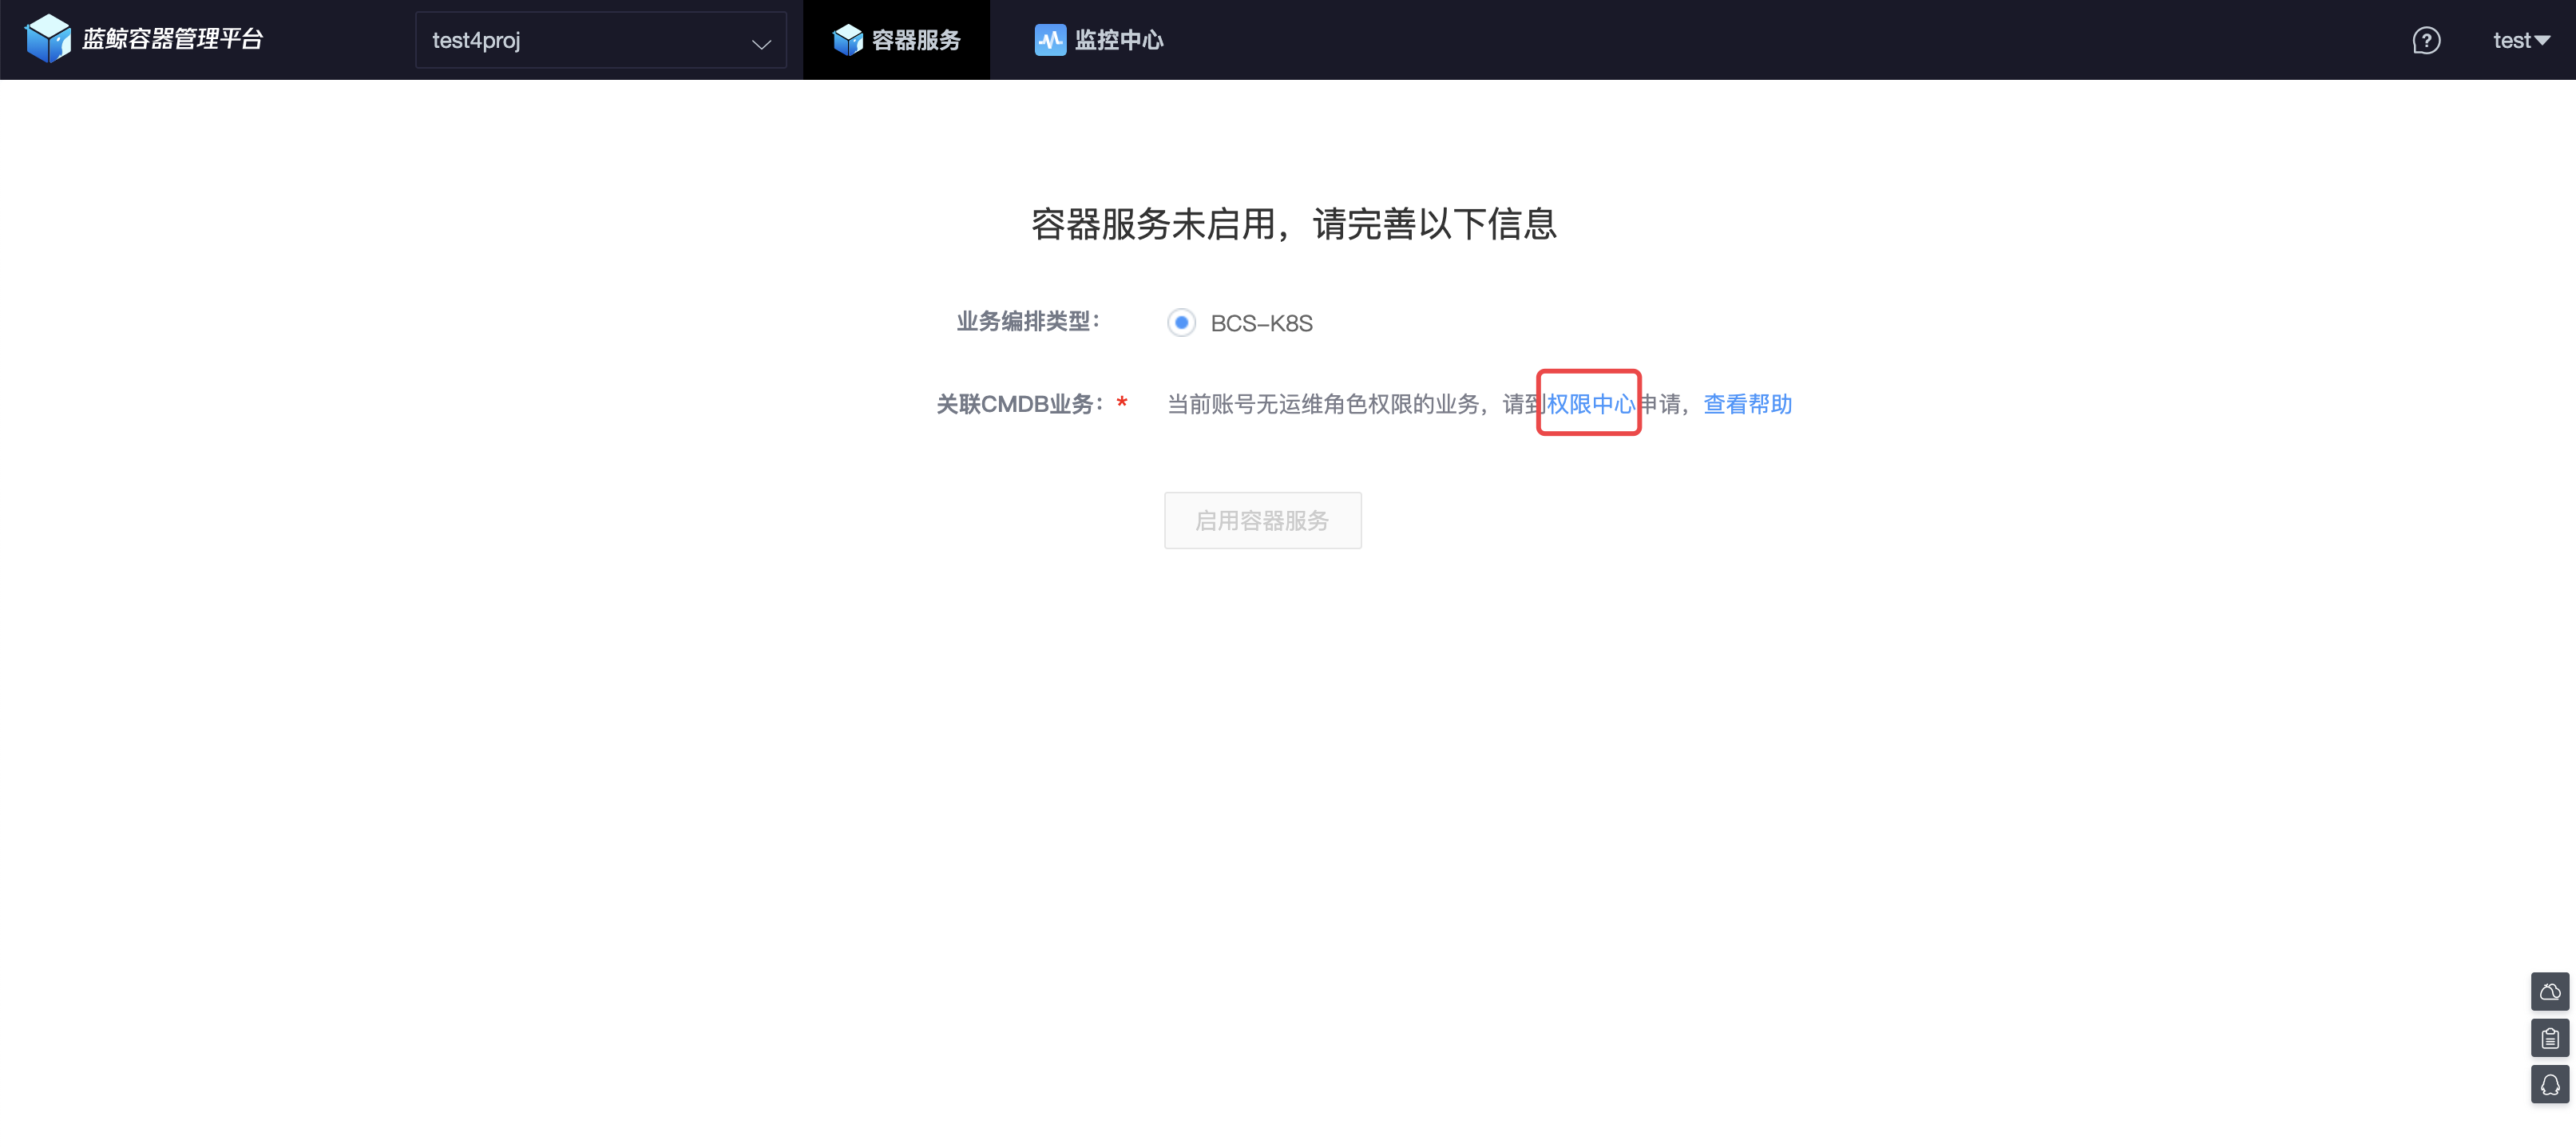 蓝鲸容器管理平台 test4proj 容器服务 监控中心 test
容器服务未启用，请完善以下信息
业务编排类型： BCS-K8S
关联CMDB业务：* 当前账号无运维角色权限的业务，请到权限中心申请，查看帮助
启用容器服务